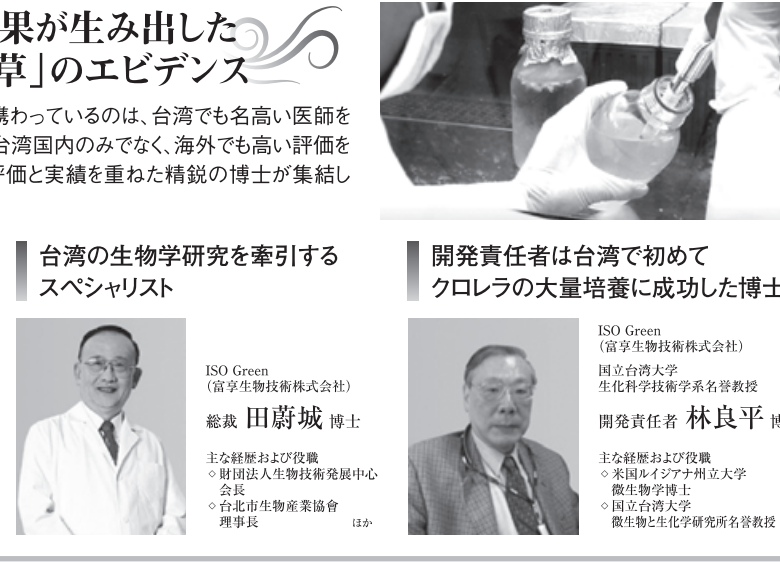 果が生み出した
草」のエビデンス
携わっているのは、台湾でも名高い医師を
台湾国内のみでなく、海外でも高い評価を
評価と実績を重ねた精鋭の博士が集結し
台湾の生物学研究を牽引する
スペシャリスト
ISO Green
（富享生物技術株式会社）
総裁 田蔚城 博士
主な経歴および役職
◇財団法人生物技術発展中心
会長
◇台北市生物産業協會
理事長 ほか
開発責任者は台湾で初めて
クロレラの大量培養に成功した博士
ISO Green
（富享生物技術株式会社）
国立台湾大学
生化科学技術学系名誉教授
開発責任者 林良平 博
主な経歴および役職
◇米国ルイジアナ州立大学
微生物学博士
◇国立台湾大学
微生物と生化学研究所名誉教授